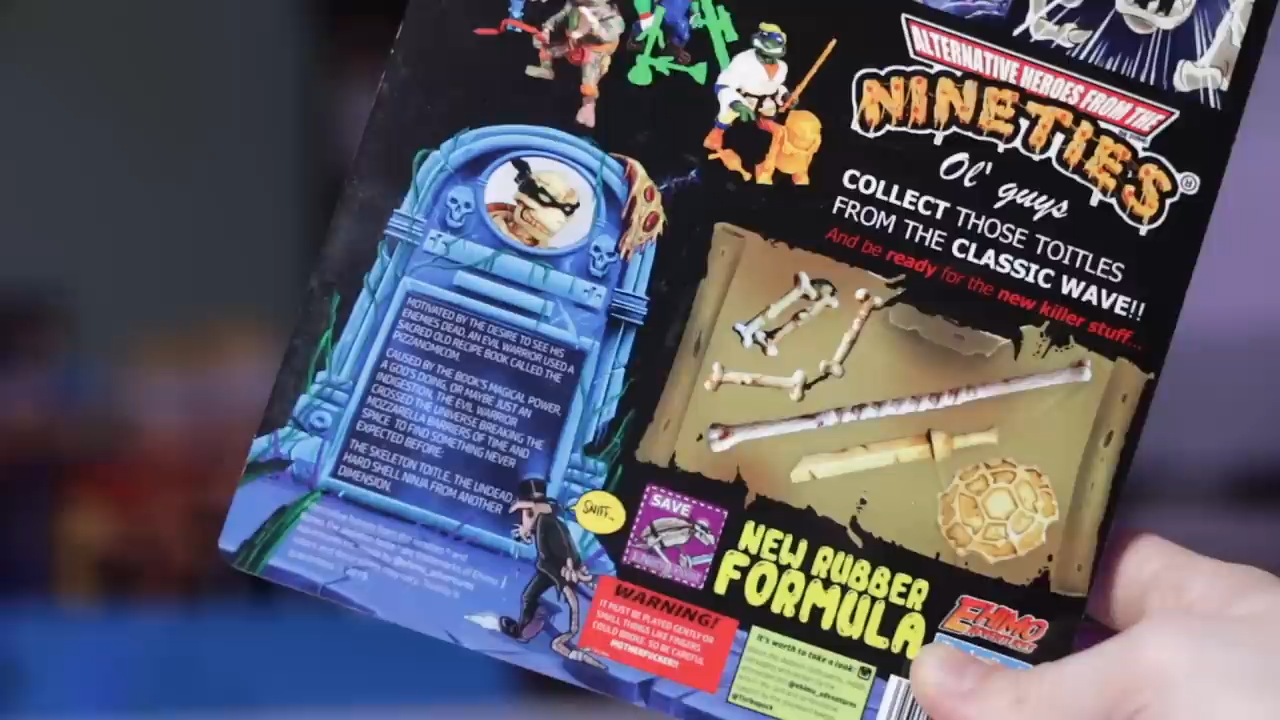 ALTERNATIVE HEROES FROM THE
NINETIES®
Ol' guys
COLLECT THOSE TOITLES
FROM THE CLASSIC WAVE!!
And be ready for the new killer stuff...
MOTIVATED BY THE DESIRE TO SEE HIS
ENEMIES DEAD, AN EVIL WARRIOR USED A
SACRED OLD RECIPE BOOK CALLED THE
PIZZANOMICOM.
CAUSED BY THE BOOK'S MAGICAL POWER,
A GOD'S DOING, OR MAYBE JUST AN
INDIGESTION, THE EVIL WARRIOR
CROSSED THE UNIVERSE BREAKING THE
MOZZARELLA BARRIERS OF TIME AND
SPACE TO FIND SOMETHING NEVER
EXPECTED BEFORE:
THE SKELETON TOITLE, THE UNDEAD
HARD SHELL NINJA FROM ANOTHER
DIMENSION.
SNIFF...
SAVE
NEW RUBBER
FORMULA
WARNING!
IT MUST BE PLAYED GENTLY OR
SMALL THINGS LIKE FINGERS
COULD BROKE. SO BE CAREFUL
MOTHERFUCKER!!
It's worth to take a look:
@ehimo_adventures
EHIMO
ADVENTURES